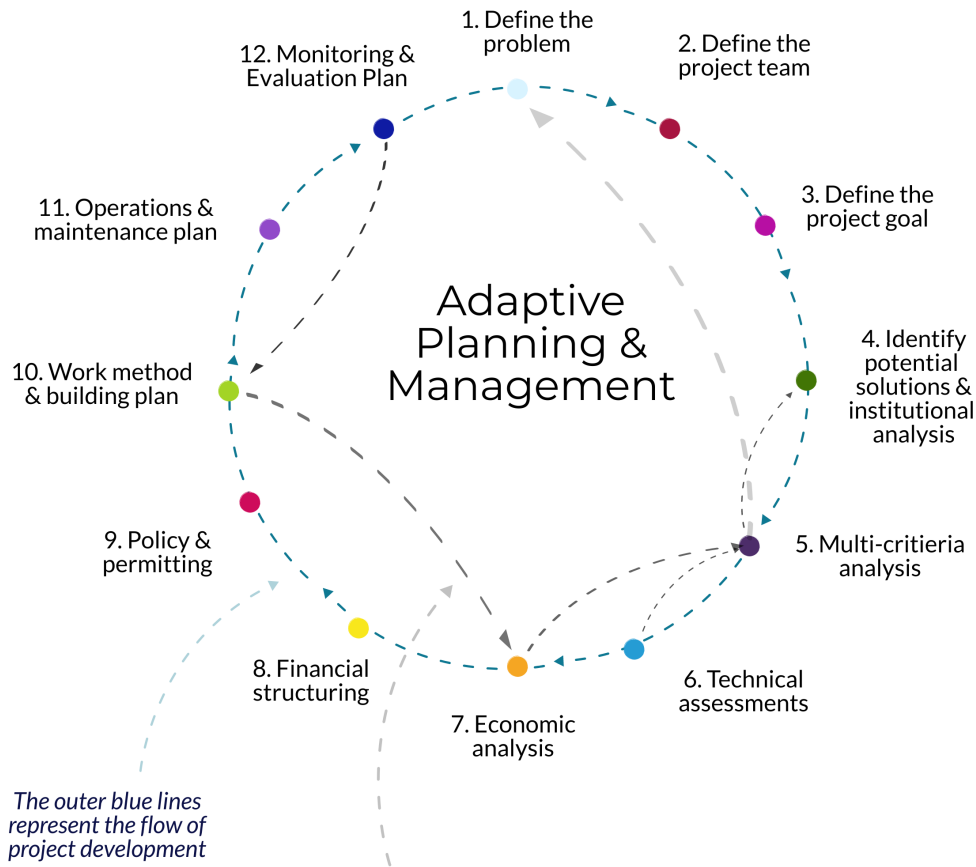 1. Define the
problem
2. Define the
project team
3. Define the
project goal
4. Identify
potential
solutions &
institutional
analysis
5. Multi-critieria
analysis
6. Technical
assessments
7. Economic
analysis
8. Financial
structuring
9. Policy &
permitting
10. Work method
& building plan
11. Operations &
maintenance plan
12. Monitoring &
Evaluation Plan
Adaptive
Planning &
Management
The outer blue lines
represent the flow of
project development